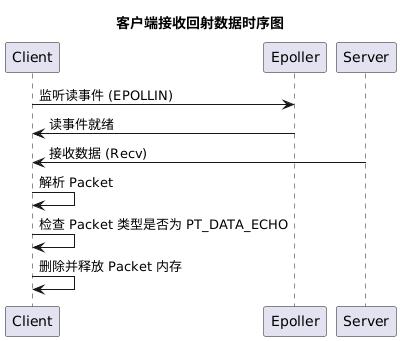 客户端接收回射数据时序图
Client Epoller Server
监听读事件 (EPOLLIN)
读事件就绪
接收数据 (Recv)
解析 Packet
检查 Packet 类型是否为 PT_DATA_ECHO
删除并释放 Packet 内存
Client Epoller Server